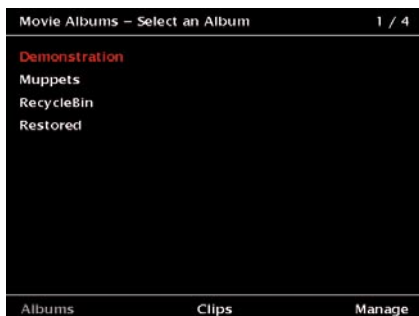 Movie Albums – Select an Album 1 / 4
Demonstration
Muppets
RecycleBin
Restored
Albums Clips Manage